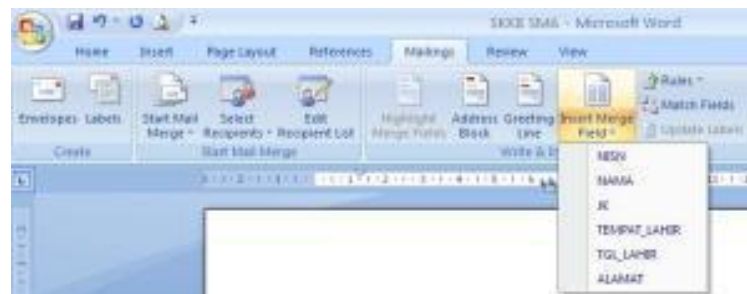 SKKB SMA - Microsoft Word
Home Insert Page Layout References Mailings Review View
Envelopes Labels Start Mail Merge Select Recipients Edit Recipient List Highlight Merge Fields Address Block Greeting Line Insert Merge Field Rules
Match Fields
Update Labels
Create Start Mail Merge Write &
NISN
NAMA
JK
TEMPAT_LAHIR
TGL_LAHIR
ALAMAT